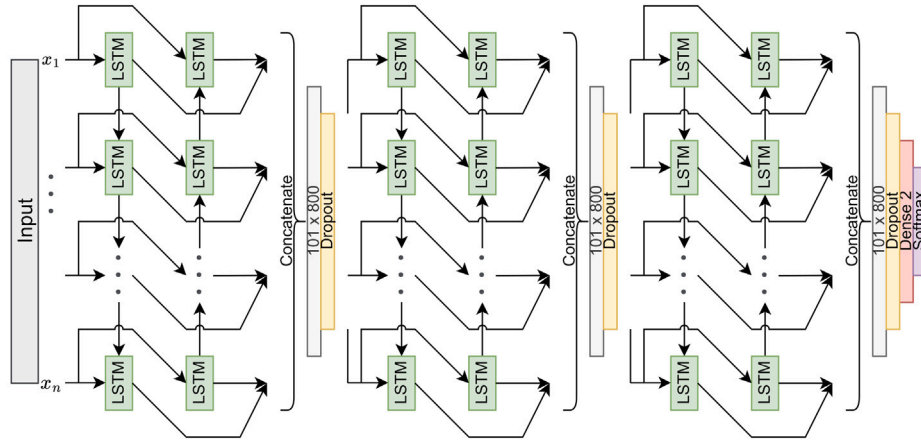 Input
x₁
xₙ
LSTM
LSTM
LSTM
LSTM
LSTM
LSTM
Concatenate
101 x 800
Dropout
LSTM
LSTM
LSTM
LSTM
LSTM
LSTM
Concatenate
101 x 800
Dropout
LSTM
LSTM
LSTM
LSTM
LSTM
LSTM
Concatenate
101 x 800
Dropout
Dense 2
Softmax